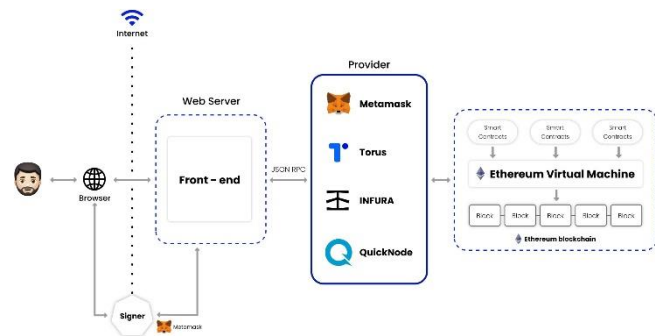 Internet
Provider
Web Server
Metamask
Smart
Contracts
Smart
Contracts
Smart
Contracts
Torus
JSON RPC
Front - end
Ethereum Virtual Machine
Browser
INFURA
Block
Block
Block
Block
Block
Ethereum blockchain
QuickNode
Signer
Metamask